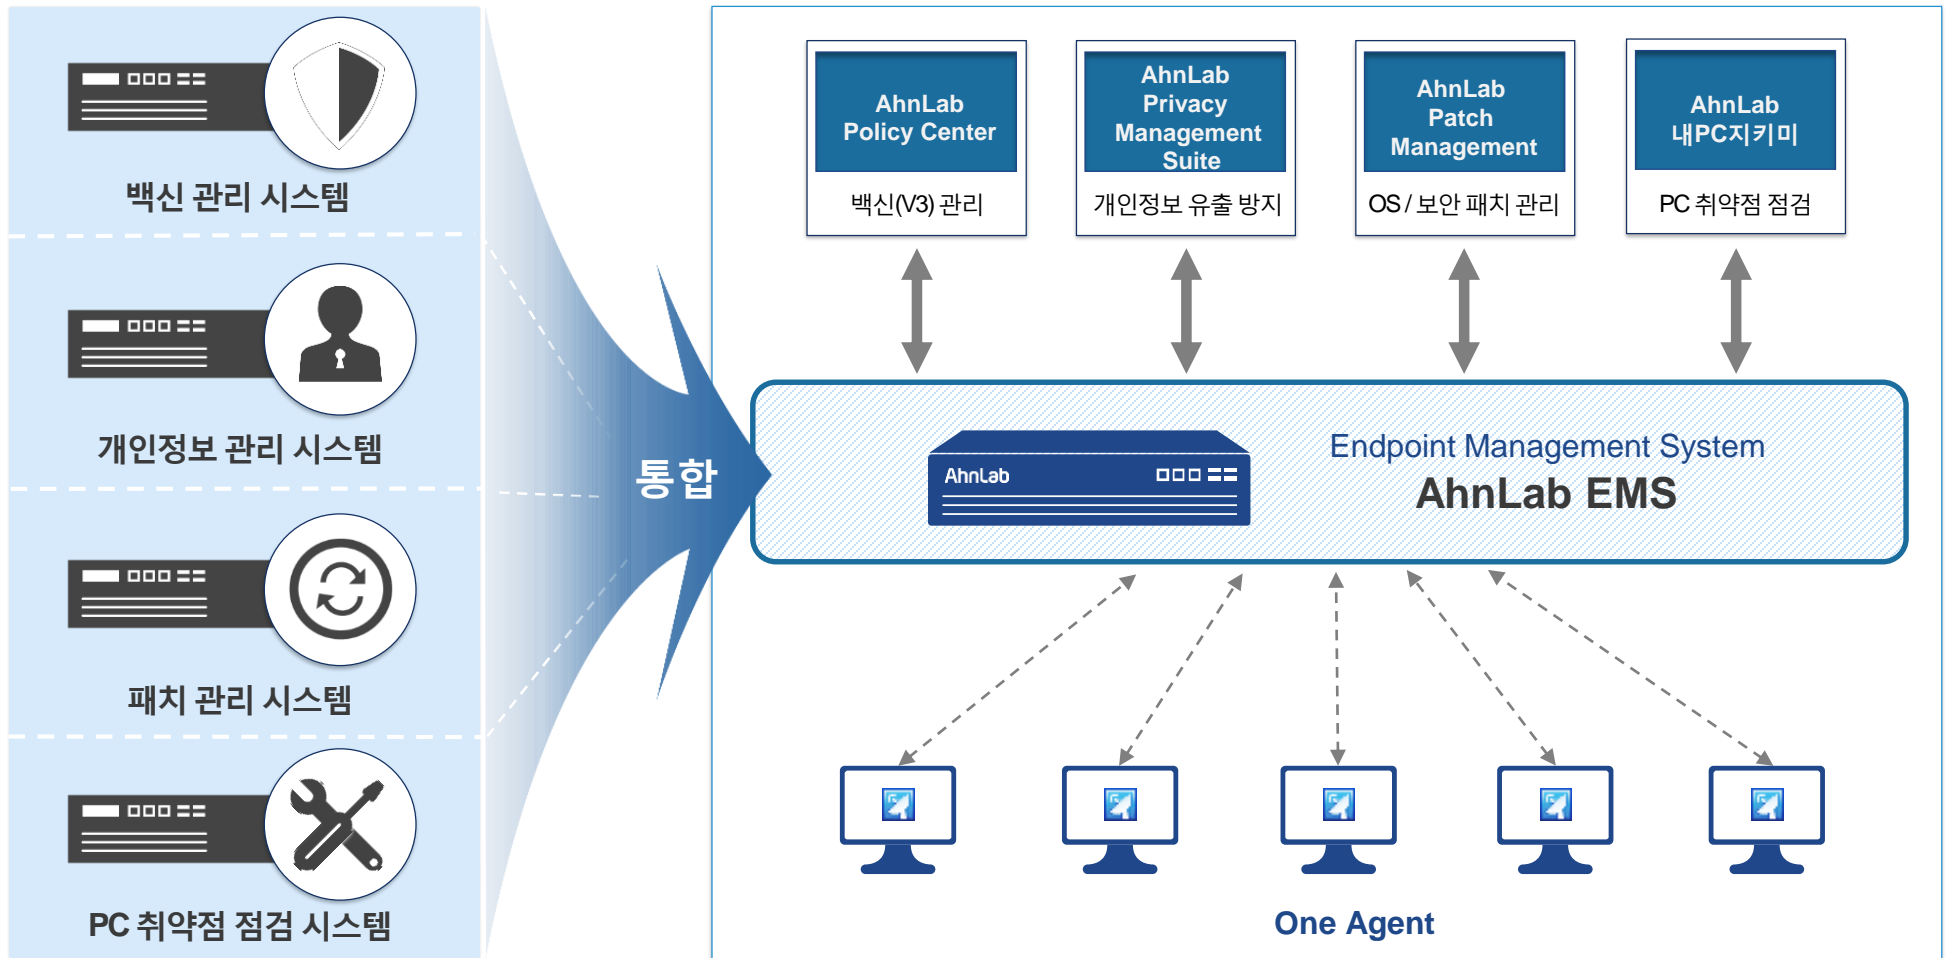 백신 관리 시스템
개인정보 관리 시스템
패치 관리 시스템
PC 취약점 점검 시스템
통합
AhnLab
Policy Center
백신(V3) 관리
AhnLab
Privacy
Management
Suite
개인정보 유출 방지
AhnLab
Patch
Management
OS / 보안 패치 관리
AhnLab
내PC지키미
PC 취약점 점검
AhnLab
Endpoint Management System
AhnLab EMS
One Agent